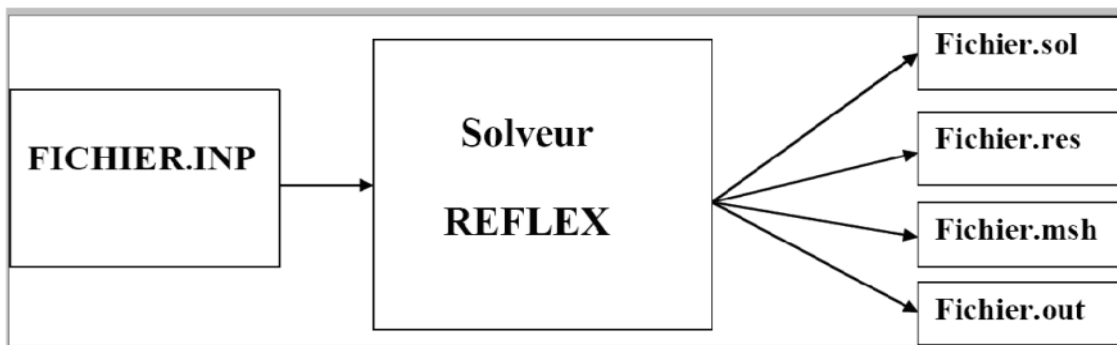 FICHIER.INP
Solveur
REFLEX
Fichier.sol
Fichier.res
Fichier.msh
Fichier.out